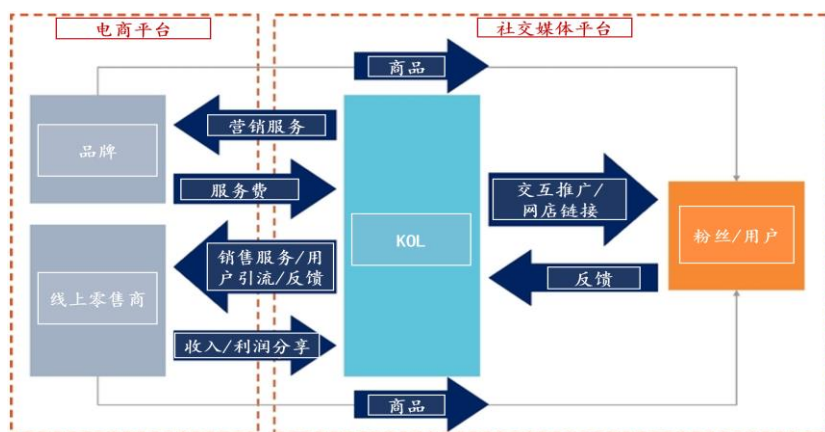 电商平台
社交媒体平台
商品
品牌
营销服务
服务费
KOL
交互推广/
网店链接
粉丝/用户
线上零售商
销售服务/用
户引流/反馈
反馈
收入/利润分享
商品